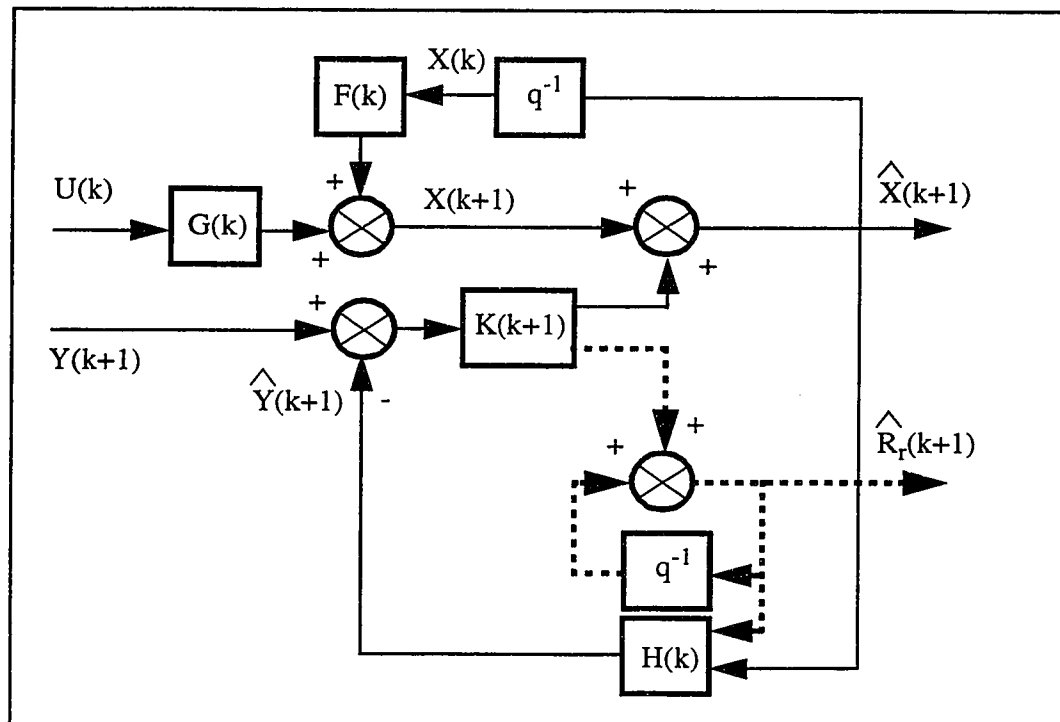 X(k)
F(k)
q⁻¹
U(k)
+
X(k+1)
+
X̂(k+1)
G(k)
+
+
+
K(k+1)
Y(k+1)
Ŷ(k+1)
-
+
+
R̂ᵣ(k+1)
q⁻¹
H(k)